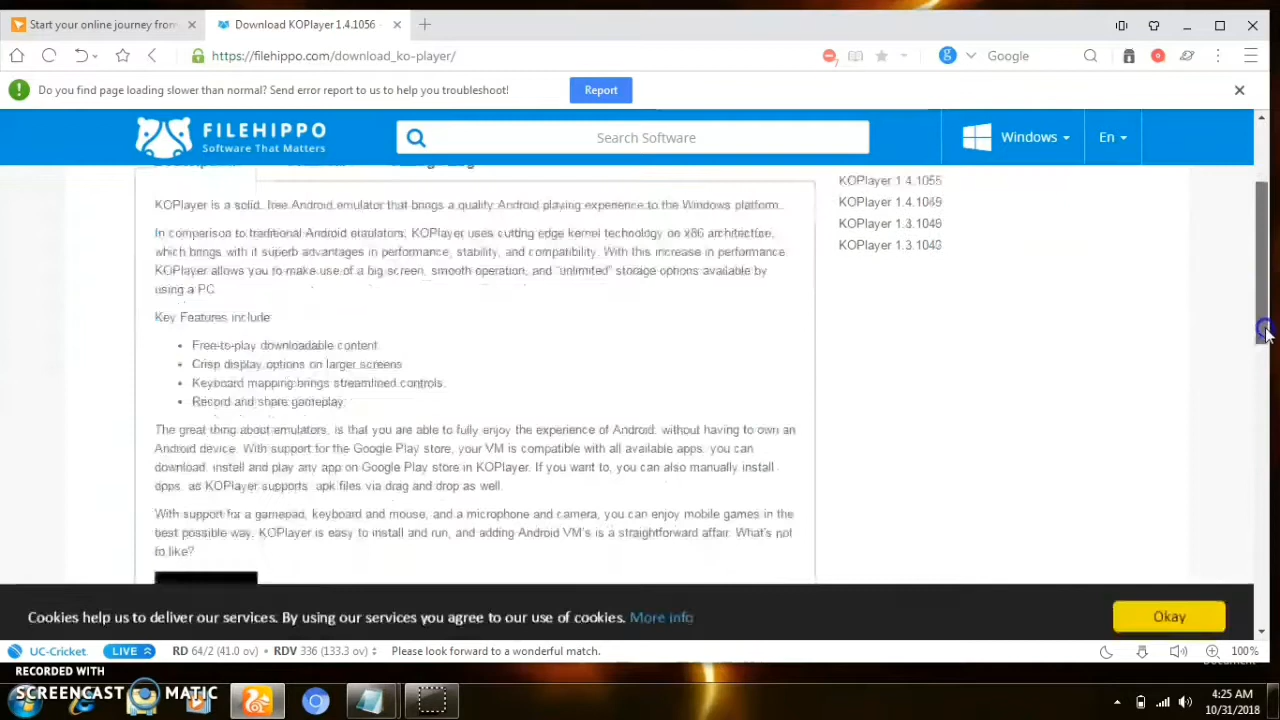 Start your online journey from
Download KOPlayer 1.4.1056
https://filehippo.com/download_ko-player/
Google
Do you find page loading slower than normal? Send error report to us to help you troubleshoot!
Report
FILEHIPPO
Software That Matters
Search Software
Windows
En
KOPlayer 1.4.1055
KOPlayer 1.4.1049
KOPlayer 1.3.1049
KOPlayer 1.3.1040
KOPlayer is a solid, free Android emulator that brings a quality Android playing experience to the Windows platform.
In comparison to traditional Android emulators, KOPlayer uses cutting edge kernel technology on x86 architecture,
which brings with it superb advantages in performance, stability, and compatibility. With this increase in performance
KOPlayer allows you to make use of a big screen, smooth operation, and "unlimited" storage options available by
using a PC.
Key Features include
• Free-to-play downloadable content
• Crisp display options on larger screens
• Keyboard mapping brings streamlined controls.
• Record and share gameplay.
The great thing about emulators, is that you are able to fully enjoy the experience of Android, without having to own an
Android device. With support for the Google Play store, your VM is compatible with all available apps, you can
download, install and play any app on Google Play store in KOPlayer. If you want to, you can also manually install
apps, as KOPlayer supports .apk files via drag and drop as well.
With support for a gamepad, keyboard and mouse, and a microphone and camera, you can enjoy mobile games in the
best possible way. KOPlayer is easy to install and run, and adding Android VM's is a straightforward affair. What's not
to like?
Cookies help us to deliver our services. By using our services you agree to our use of cookies. More info
Okay
UC-Cricket
LIVE
RD 64/2 (41.0 ov) • RDV 336 (133.3 ov)
Please look forward to a wonderful match.
100%
RECORDED WITH
SCREENCAST MATIC
4:25 AM
10/31/2018